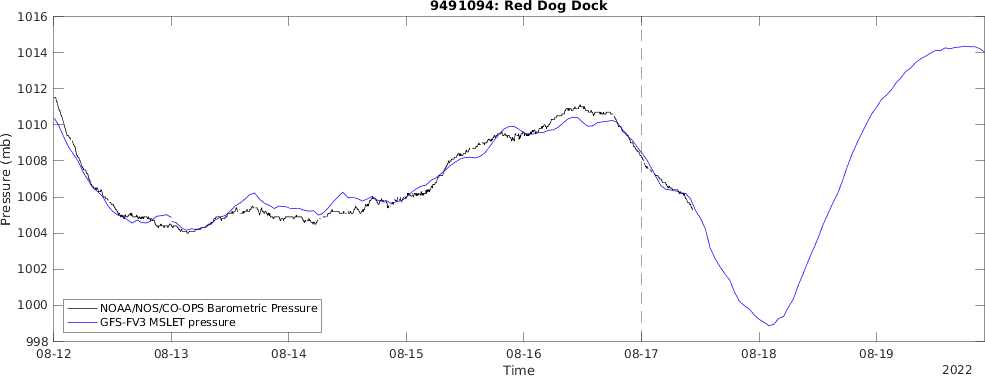 9491094: Red Dog Dock
1016
1014
1012
1010
1008
1006
1004
1002
1000
998
Pressure (mb)
NOAA/NOS/CO-OPS Barometric Pressure
GFS-FV3 MSLET pressure
08-12 08-13 08-14 08-15 08-16 08-17 08-18 08-19
Time
2022